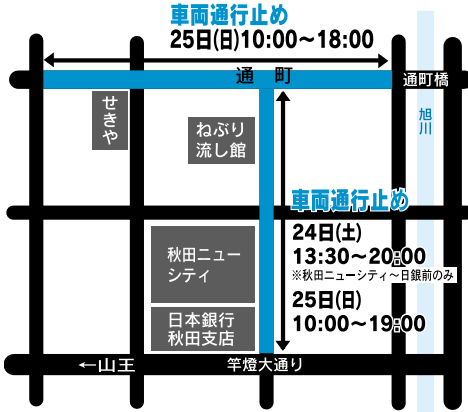 車両通行止め
25日(日)10:00〜18:00
通 町
通町橋
せきや
旭川
ねぶり
流し館
車両通行止め
24日(土)
13:30〜20:00
※秋田ニューシティ〜日銀前のみ
25日(日)
10:00〜19:00
秋田ニュー
シティ
日本銀行
秋田支店
←山王
竿燈大通り